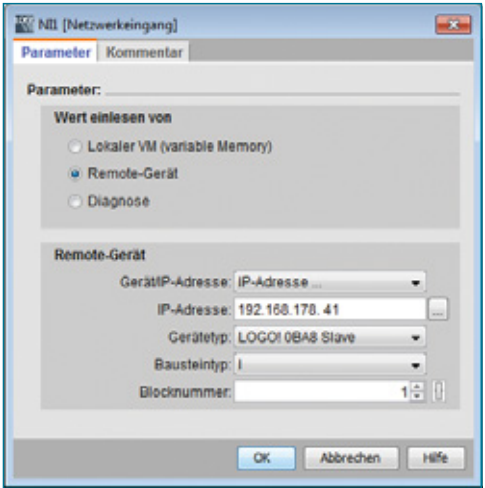 NI1 [Netzwerkeingang]
Parameter Kommentar
Parameter:
Wert einlesen von
Lokaler VM (variable Memory)
Remote-Gerät
Diagnose
Remote-Gerät
Gerät/IP-Adresse: IP-Adresse ...
IP-Adresse: 192.168.178. 41 ...
Gerätetyp: LOGO! 0BA8 Slave
Bausteintyp: I
Blocknummer: 1
OK Abbrechen Hilfe